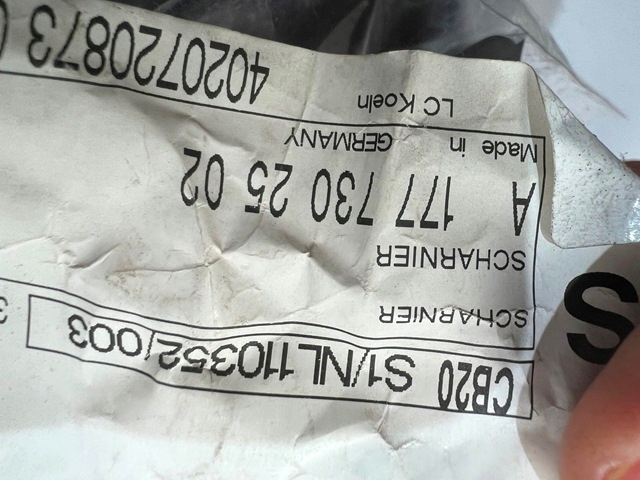 CB20 S1/NL110352/003
SCHARNIER
SCHARNIER
A 177 730 25 02
Made in GERMANY
LC Koeln
4020720873
S